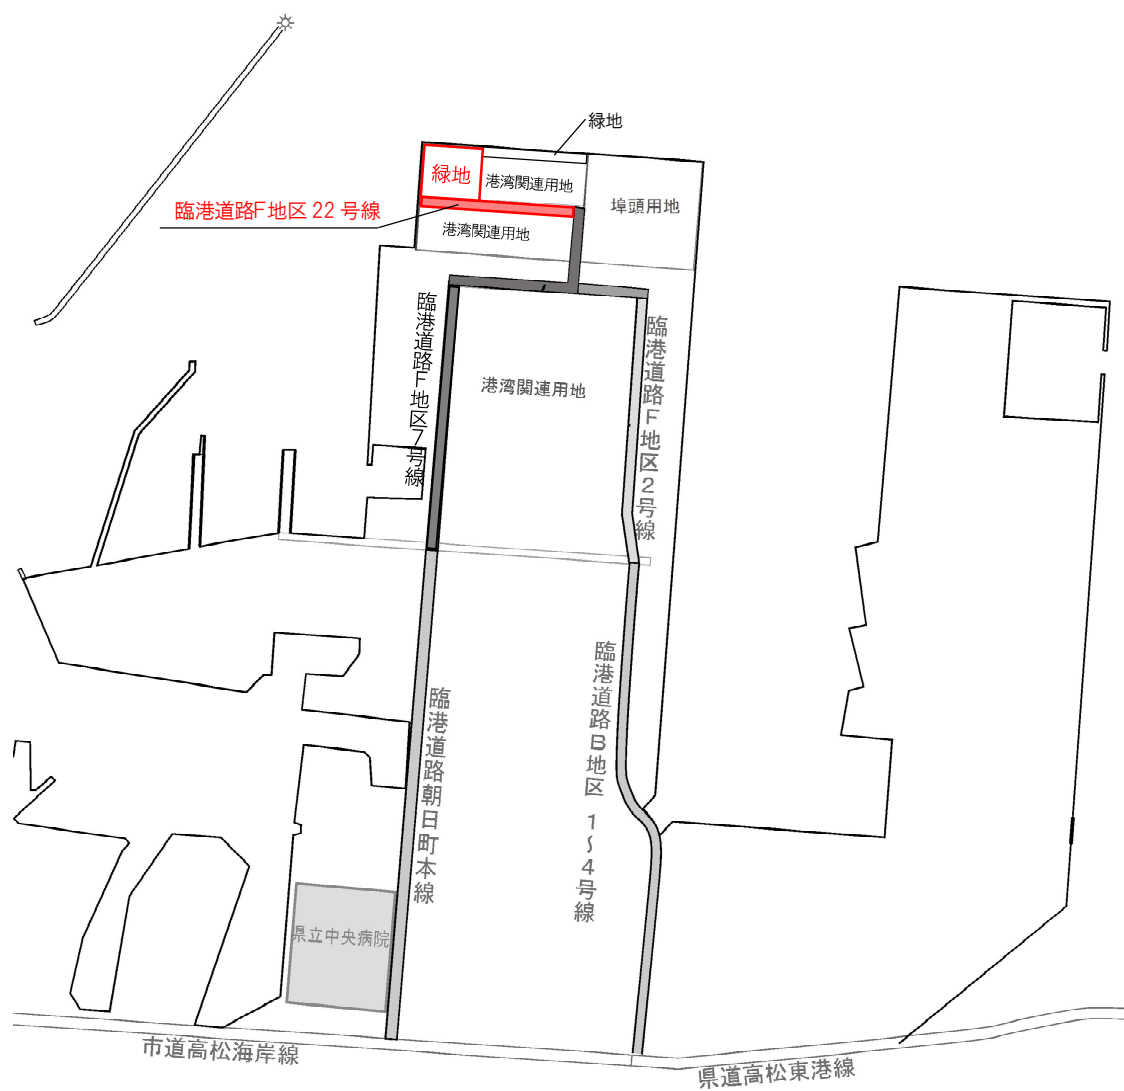 緑地
緑地
港湾関連用地
埠頭用地
臨港道路F地区 22 号線
港湾関連用地
臨港道路F地区7号線
臨港道路F地区2号線
港湾関連用地
臨港道路B地区 1～4号線
臨港道路朝日町本線
県立中央病院
市道高松海岸線
県道高松東港線